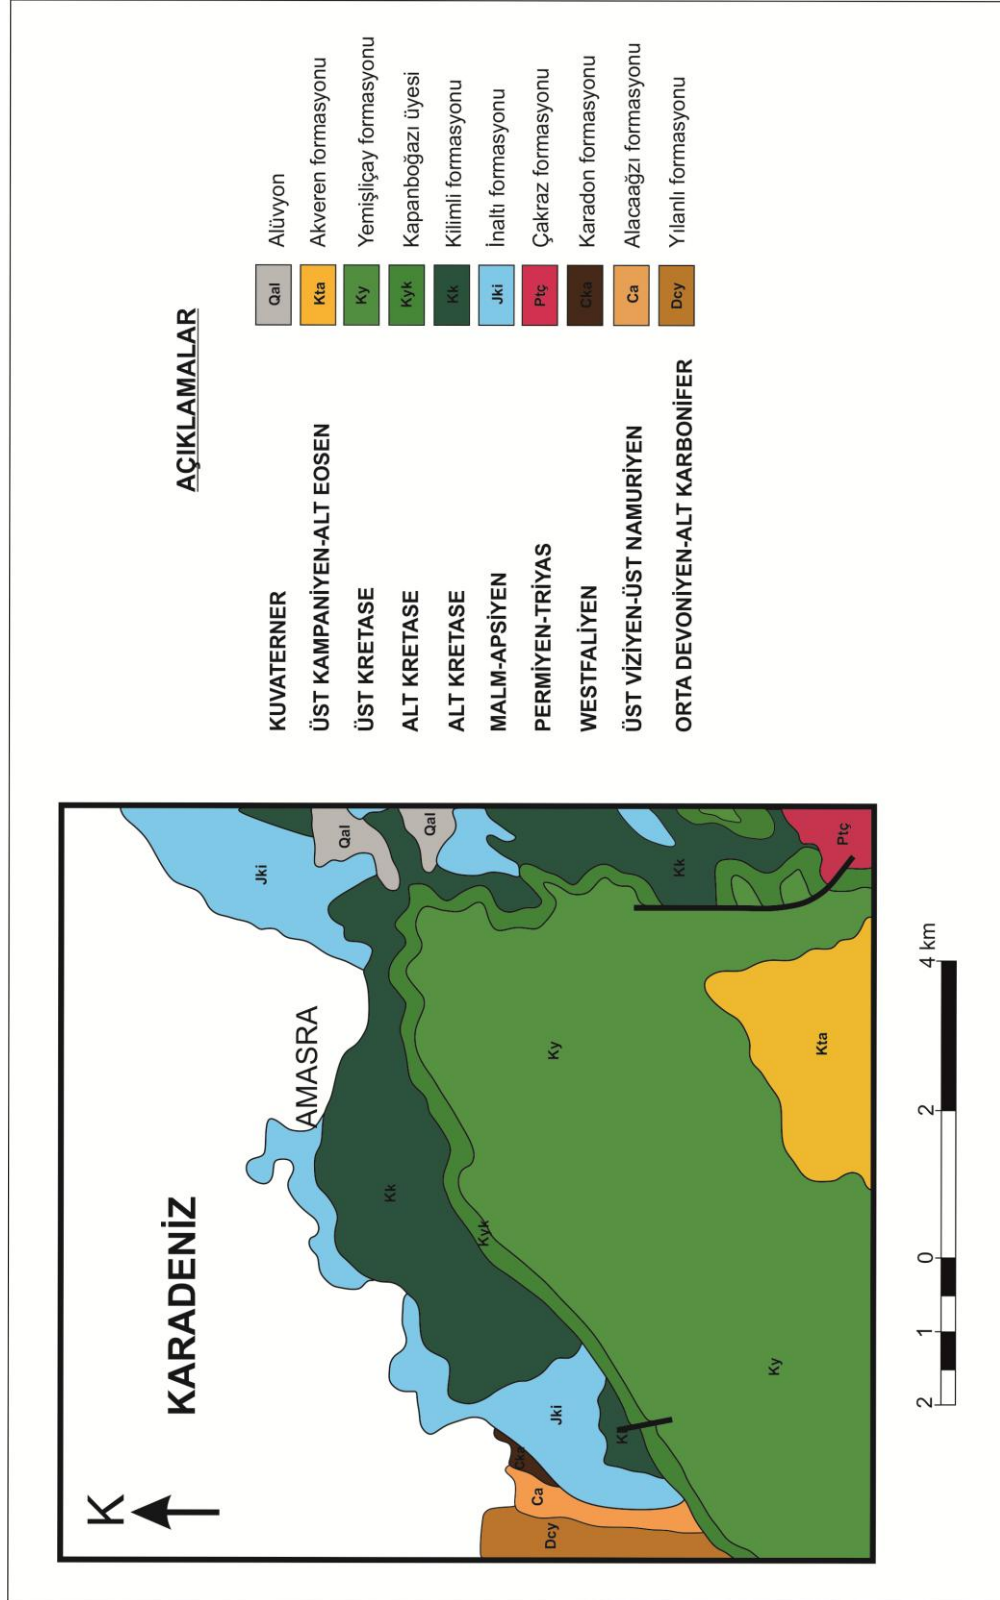 K
KARADENİZ
AMASRA
Jki
Qal
Qal
Kk
Kk
Kyk
Ky
Ky
Kta
Ptç
Jki
K
Cka
Ca
Dcy
2 1 0 2 4 km
AÇIKLAMALAR
KUVATERNER Qal Alüvyon
ÜST KAMPANİYEN-ALT EOSEN Kta Akveren formasyonu
ÜST KRETASE Ky Yemişliçay formasyonu
ALT KRETASE Kyk Kapanboğazı üyesi
ALT KRETASE Kk Kilimli formasyonu
MALM-APSİYEN Jki İnaltı formasyonu
PERMİYEN-TRİYAS Ptç Çakraz formasyonu
WESTFALİYEN Cka Karadon formasyonu
ÜST VİZİYEN-ÜST NAMURİYEN Ca Alacaağzı formasyonu
ORTA DEVONİYEN-ALT KARBONİFER Dcy Yılanlı formasyonu